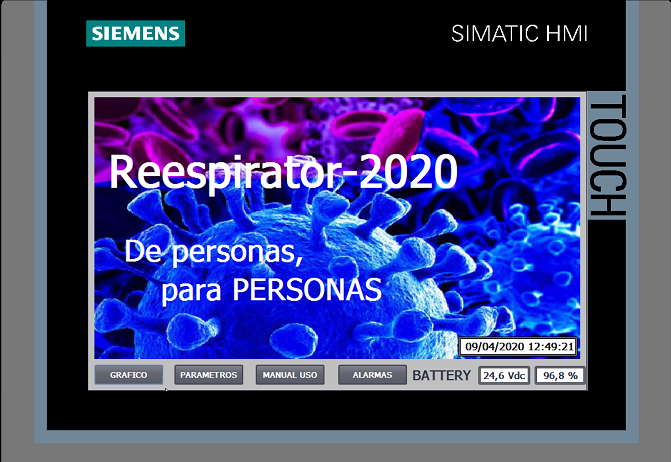 SIEMENS
SIMATIC HMI
TOUCH
Reespirator-2020
De personas,
para PERSONAS
09/04/2020 12:49:21
GRAFICO
PARAMETROS
MANUAL USO
ALARMAS
BATTERY
24,6 Vdc
96,8 %